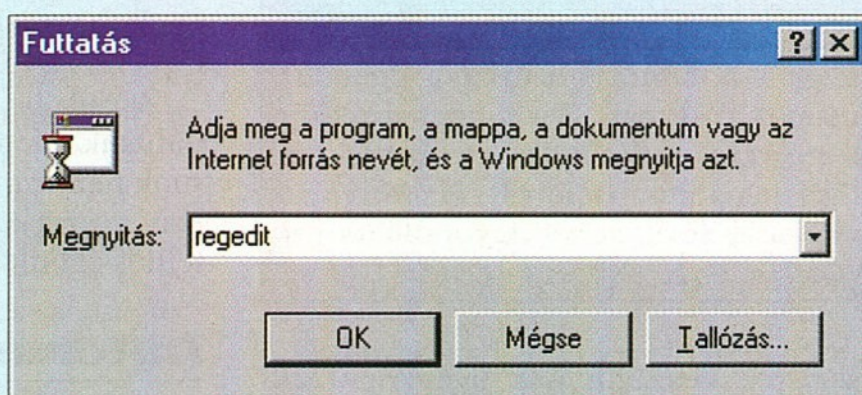 Futtatás
Adja meg a program, a mappa, a dokumentum vagy az
Internet forrás nevét, és a Windows megnyitja azt.
Megnyitás: regedit
OK Mégse Tallózás...